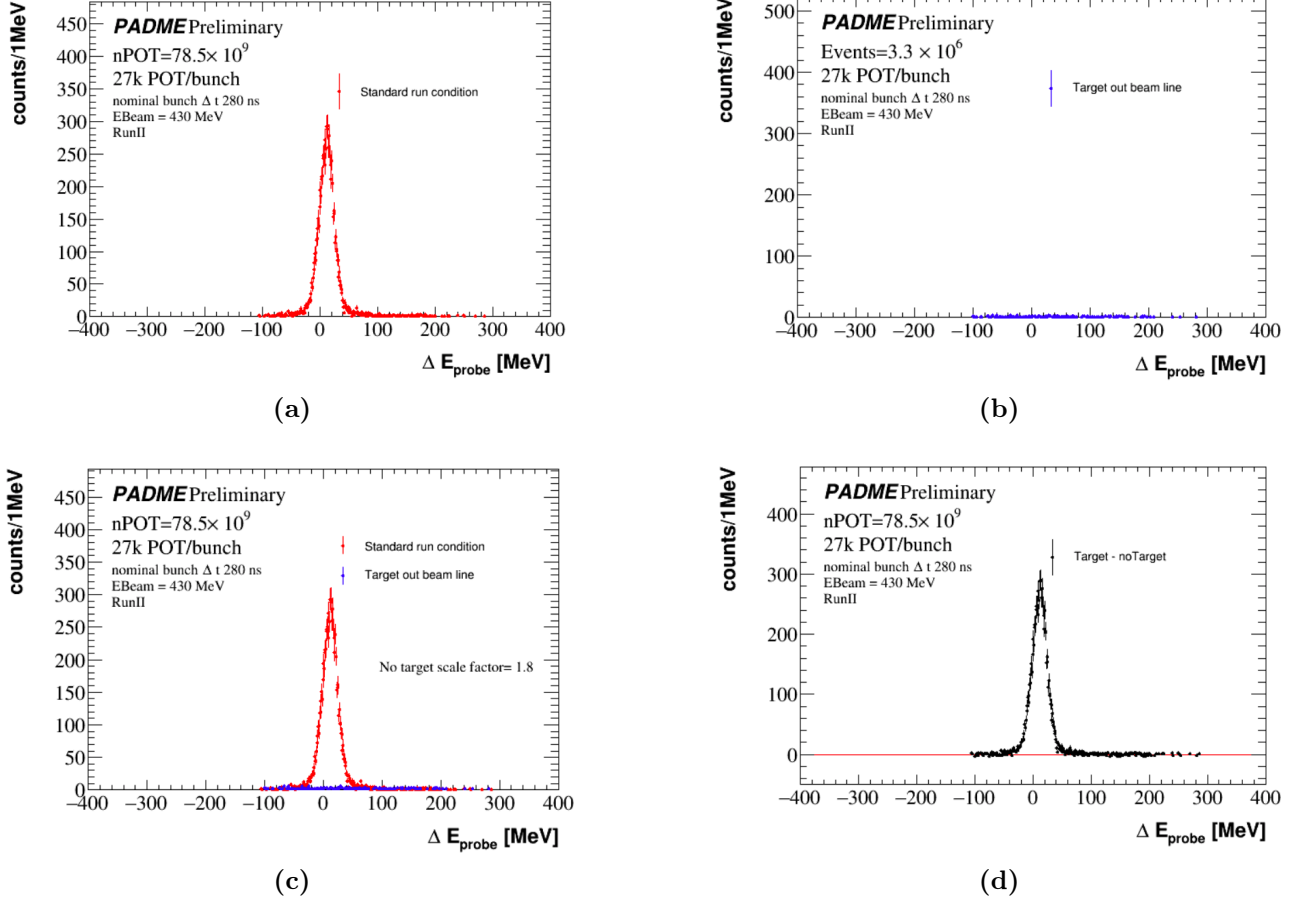 counts/1MeV
450
400
350
300
250
200
150
100
50
0
PADME Preliminary
nPOT=78.5× 10^9
27k POT/bunch
nominal bunch Δ t 280 ns
EBeam = 430 MeV
RunII
Standard run condition
−400 −300 −200 −100 0 100 200 300 400
Δ E_probe [MeV]
(a)
counts/1MeV
500
400
300
200
100
0
PADME Preliminary
Events=3.3 × 10^6
27k POT/bunch
nominal bunch Δ t 280 ns
EBeam = 430 MeV
RunII
Target out beam line
−400 −300 −200 −100 0 100 200 300 400
Δ E_probe [MeV]
(b)
counts/1MeV
450
400
350
300
250
200
150
100
50
0
PADME Preliminary
nPOT=78.5× 10^9
27k POT/bunch
nominal bunch Δ t 280 ns
EBeam = 430 MeV
RunII
Standard run condition
Target out beam line
No target scale factor= 1.8
−400 −300 −200 −100 0 100 200 300 400
Δ E_probe [MeV]
(c)
counts/1MeV
400
300
200
100
0
PADME Preliminary
nPOT=78.5× 10^9
27k POT/bunch
nominal bunch Δ t 280 ns
EBeam = 430 MeV
RunII
Target - noTarget
−400 −300 −200 −100 0 100 200 300 400
Δ E_probe [MeV]
(d)